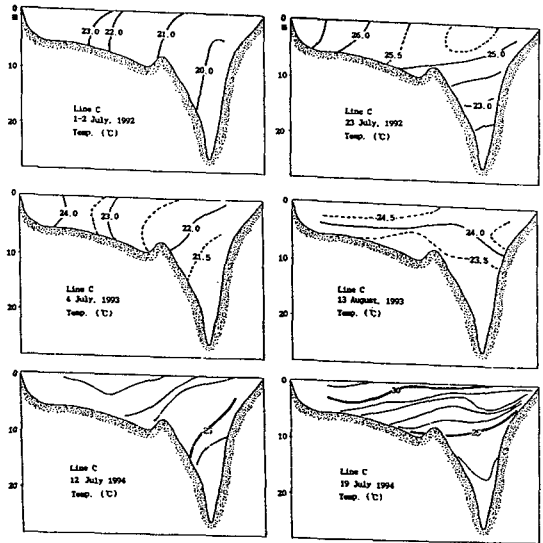 0
m
10
20
23.0
22.0
21.0
20.0
Line C
1-2 July, 1992
Temp. (℃)
0
m
10
20
26.0
25.5
25.0
23.0
Line C
23 July, 1992
Temp. (℃)
0
10
20
24.0
23.0
22.0
21.5
Line C
4 July, 1993
Temp. (℃)
0
10
20
24.5
24.0
23.5
Line C
13 August, 1993
Temp. (℃)
0
10
20
25
Line C
12 July 1994
Temp. (℃)
0
10
20
30
Line C
19 July 1994
Temp. (℃)